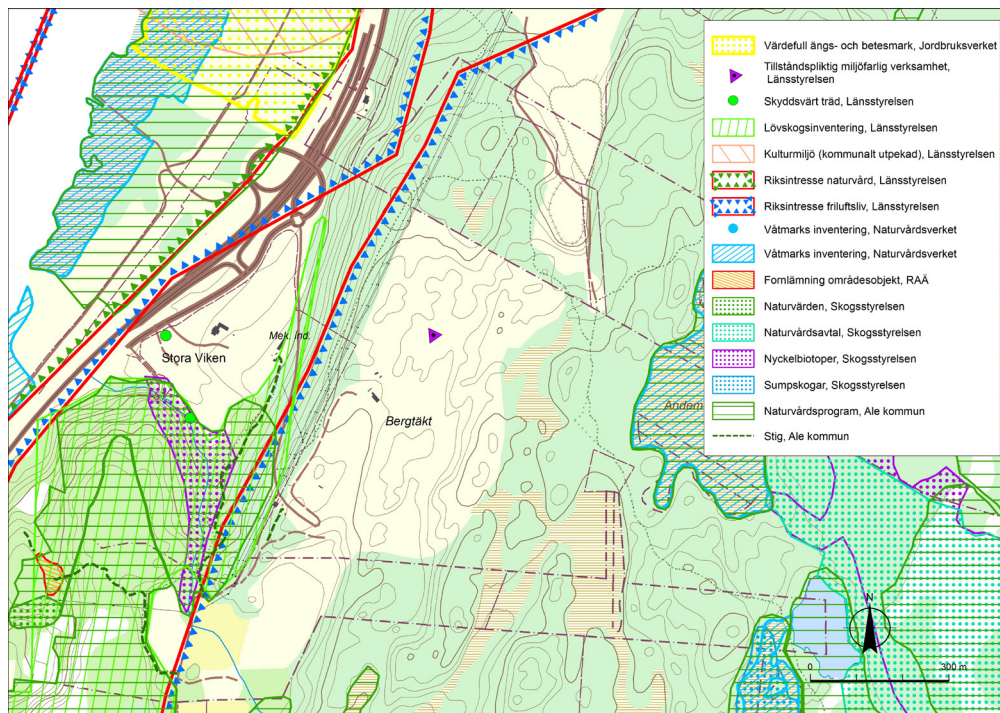 Värdefull ängs- och betesmark, Jordbruksverket
Tillståndspliktig miljöfarlig verksamhet,
Länsstyrelsen
Skyddsvärt träd, Länsstyrelsen
Lövskogsinventering, Länsstyrelsen
Kulturmiljö (kommunalt utpekad), Länsstyrelsen
Riksintresse naturvård, Länsstyrelsen
Riksintresse friluftsliv, Länsstyrelsen
Våtmarks inventering, Naturvårdsverket
Våtmarks inventering, Naturvårdsverket
Fornlämning områdesobjekt, RAÄ
Naturvärden, Skogsstyrelsen
Naturvårdsavtal, Skogsstyrelsen
Nyckelbiotoper, Skogsstyrelsen
Sumpskogar, Skogsstyrelsen
Naturvårdsprogram, Ale kommun
Stig, Ale kommun
Mek. ind.
Stora Viken
Bergtäkt
N
0 300 m